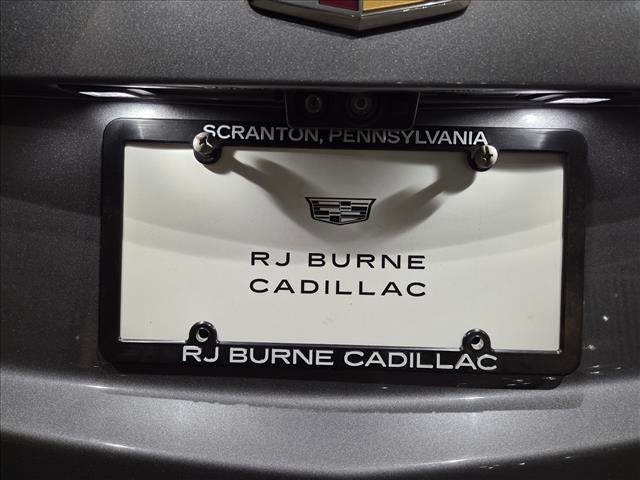 SCRANTON, PENNSYLVANIA
RJ BURNE
CADILLAC
RJ BURNE CADILLAC